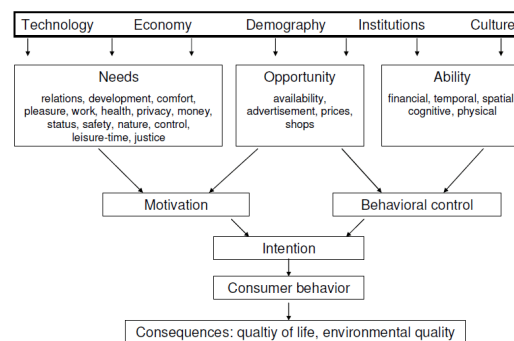 Technology Economy Demography Institutions Culture
Needs
relations, development, comfort,
pleasure, work, health, privacy, money,
status, safety, nature, control,
leisure-time, justice
Opportunity
availability,
advertisement, prices,
shops
Ability
financial, temporal, spatial
cognitive, physical
Motivation
Behavioral control
Intention
Consumer behavior
Consequences: qualtiy of life, environmental quality